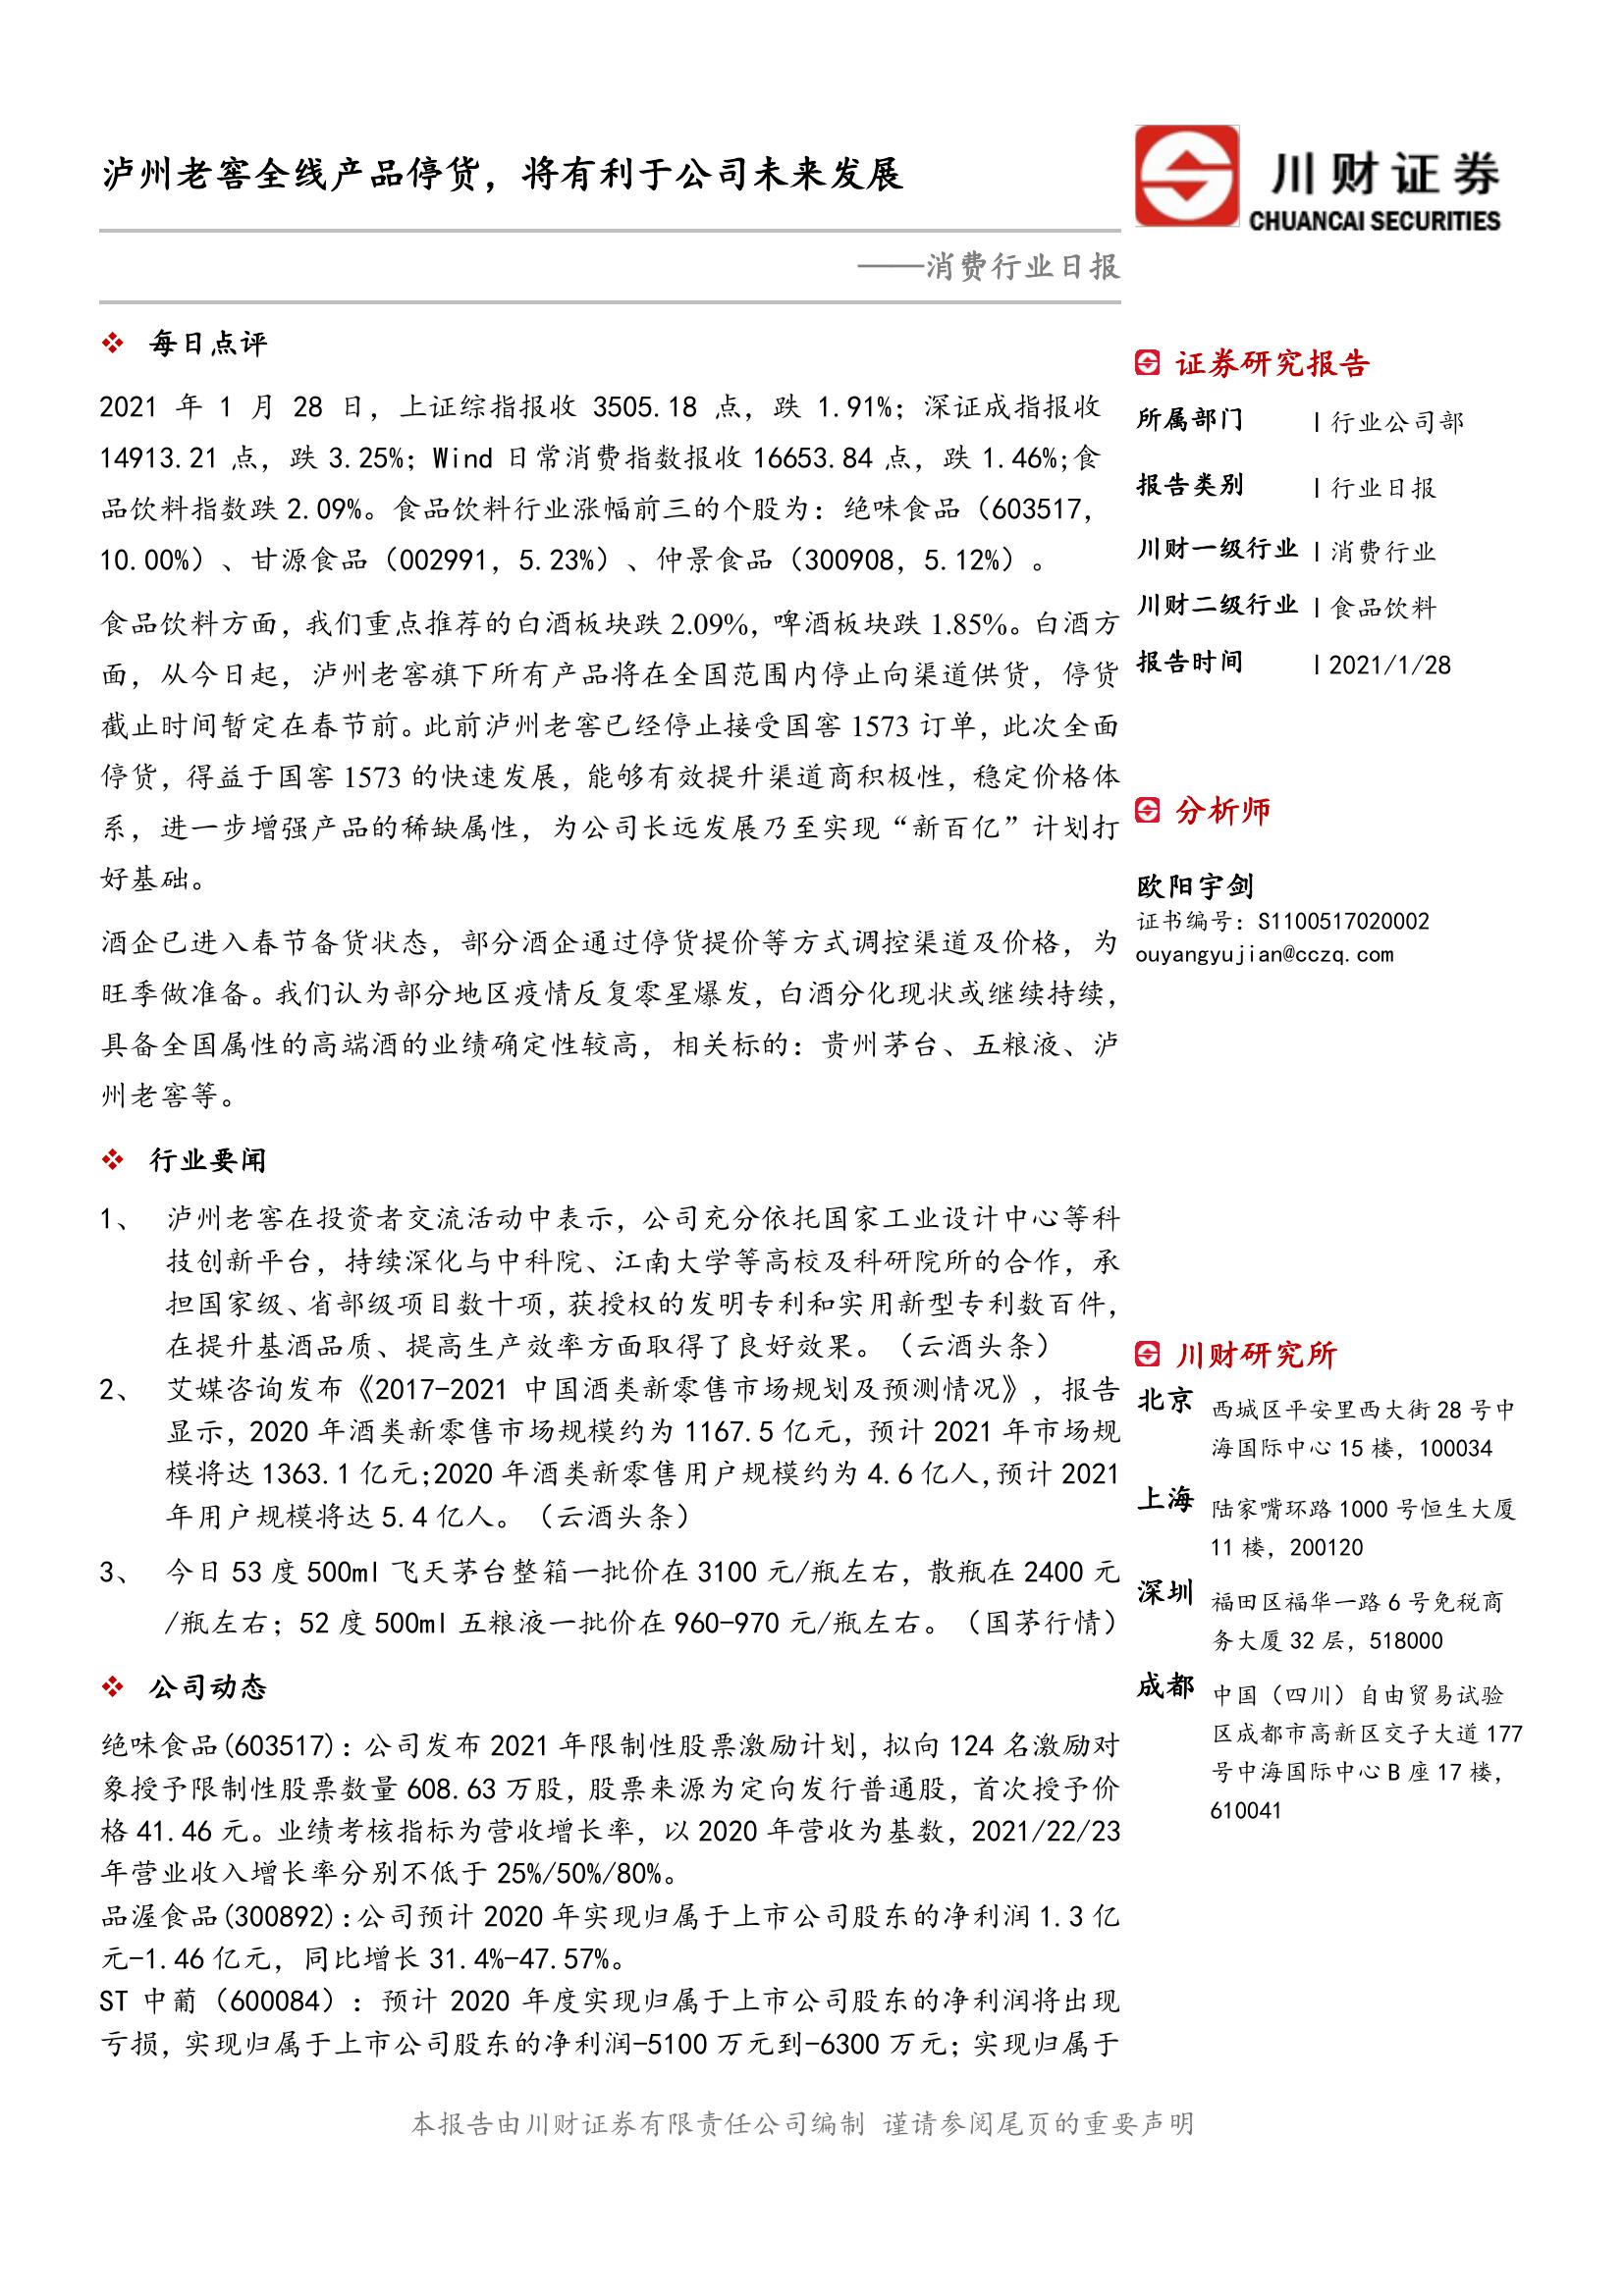 泸州老窖全线产品停货，将有利于公司未来发展
川财证券
CHUANCAI SECURITIES
——消费行业日报
每日点评
2021 年 1 月 28 日，上证综指报收 3505.18 点，跌 1.91%；深证成指报收
14913.21 点，跌 3.25%；Wind 日常消费指数报收 16653.84 点，跌 1.46%;食
品饮料指数跌 2.09%。食品饮料行业涨幅前三的个股为：绝味食品（603517，
10.00%）、甘源食品（002991，5.23%）、仲景食品（300908，5.12%）。
食品饮料方面，我们重点推荐的白酒板块跌 2.09%，啤酒板块跌 1.85%。白酒方
面，从今日起，泸州老窖旗下所有产品将在全国范围内停止向渠道供货，停货
截止时间暂定在春节前。此前泸州老窖已经停止接受国窖 1573 订单，此次全面
停货，得益于国窖 1573 的快速发展，能够有效提升渠道商积极性，稳定价格体
系，进一步增强产品的稀缺属性，为公司长远发展乃至实现“新百亿”计划打
好基础。
酒企已进入春节备货状态，部分酒企通过停货提价等方式调控渠道及价格，为
旺季做准备。我们认为部分地区疫情反复零星爆发，白酒分化现状或继续持续，
具备全国属性的高端酒的业绩确定性较高，相关标的：贵州茅台、五粮液、泸
州老窖等。
行业要闻
1、 泸州老窖在投资者交流活动中表示，公司充分依托国家工业设计中心等科
技创新平台，持续深化与中科院、江南大学等高校及科研院所的合作，承
担国家级、省部级项目数十项，获授权的发明专利和实用新型专利数百件，
在提升基酒品质、提高生产效率方面取得了良好效果。（云酒头条）
2、 艾媒咨询发布《2017-2021 中国酒类新零售市场规划及预测情况》，报告
显示，2020 年酒类新零售市场规模约为 1167.5 亿元，预计 2021 年市场规
模将达 1363.1 亿元;2020 年酒类新零售用户规模约为 4.6 亿人,预计 2021
年用户规模将达 5.4 亿人。（云酒头条）
3、 今日 53 度 500ml 飞天茅台整箱一批价在 3100 元/瓶左右，散瓶在 2400 元
/瓶左右；52 度 500ml 五粮液一批价在 960-970 元/瓶左右。（国茅行情）
公司动态
绝味食品(603517)：公司发布 2021 年限制性股票激励计划，拟向 124 名激励对
象授予限制性股票数量 608.63 万股，股票来源为定向发行普通股，首次授予价
格 41.46 元。业绩考核指标为营收增长率，以 2020 年营收为基数，2021/22/23
年营业收入增长率分别不低于 25%/50%/80%。
品渥食品(300892)：公司预计 2020 年实现归属于上市公司股东的净利润 1.3 亿
元-1.46 亿元，同比增长 31.4%-47.57%。
ST 中葡（600084）：预计 2020 年度实现归属于上市公司股东的净利润将出现
亏损，实现归属于上市公司股东的净利润-5100 万元到-6300 万元；实现归属于
证券研究报告
所属部门 | 行业公司部
报告类别 | 行业日报
川财一级行业 | 消费行业
川财二级行业 | 食品饮料
报告时间 | 2021/1/28
分析师
欧阳宇剑
证书编号：S1100517020002
ouyangyujian@cczq.com
川财研究所
北京 西城区平安里西大街 28 号中
海国际中心 15 楼，100034
上海 陆家嘴环路 1000 号恒生大厦
11 楼，200120
深圳 福田区福华一路 6 号免税商
务大厦 32 层，518000
成都 中国（四川）自由贸易试验
区成都市高新区交子大道 177
号中海国际中心 B 座 17 楼，
610041
本报告由川财证券有限责任公司编制 谨请参阅尾页的重要声明